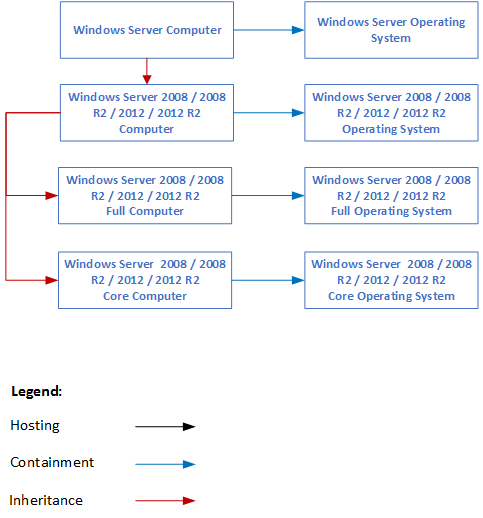 Windows Server Computer
Windows Server Operating
System
Windows Server 2008 / 2008
R2 / 2012 / 2012 R2
Computer
Windows Server 2008 / 2008
R2 / 2012 / 2012 R2
Operating System
Windows Server 2008 / 2008
R2 / 2012 / 2012 R2
Full Computer
Windows Server 2008 / 2008
R2 / 2012 / 2012 R2
Full Operating System
Windows Server 2008 / 2008
R2 / 2012 / 2012 R2
Core Computer
Windows Server 2008 / 2008
R2 / 2012 / 2012 R2
Core Operating System
Legend:
Hosting
Containment
Inheritance